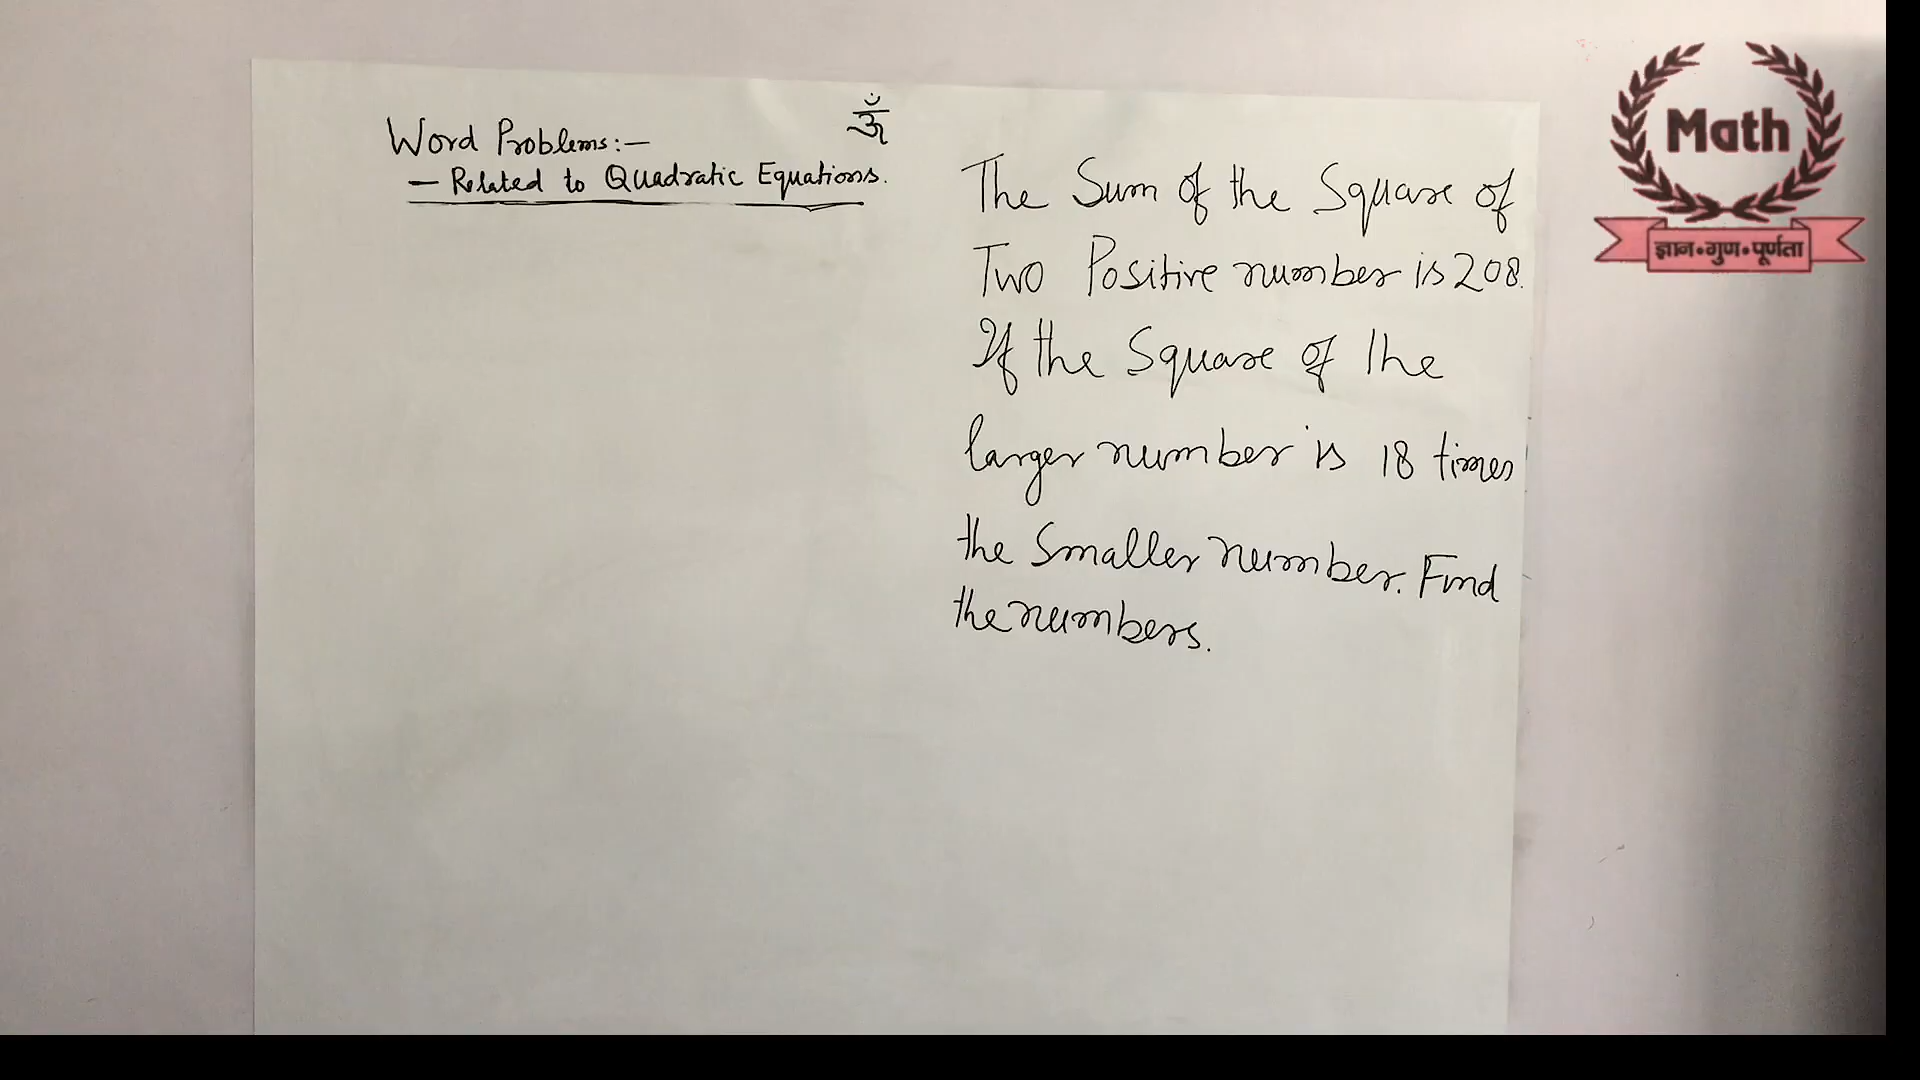 ॐ
Word Problems:—
— Related to Quadratic Equations.
The Sum of the Square of
Two Positive number is 208.
If the Square of the
larger number is 18 times
the Smaller number. Find
the numbers.
Math
ज्ञान•गुण•पूर्णता